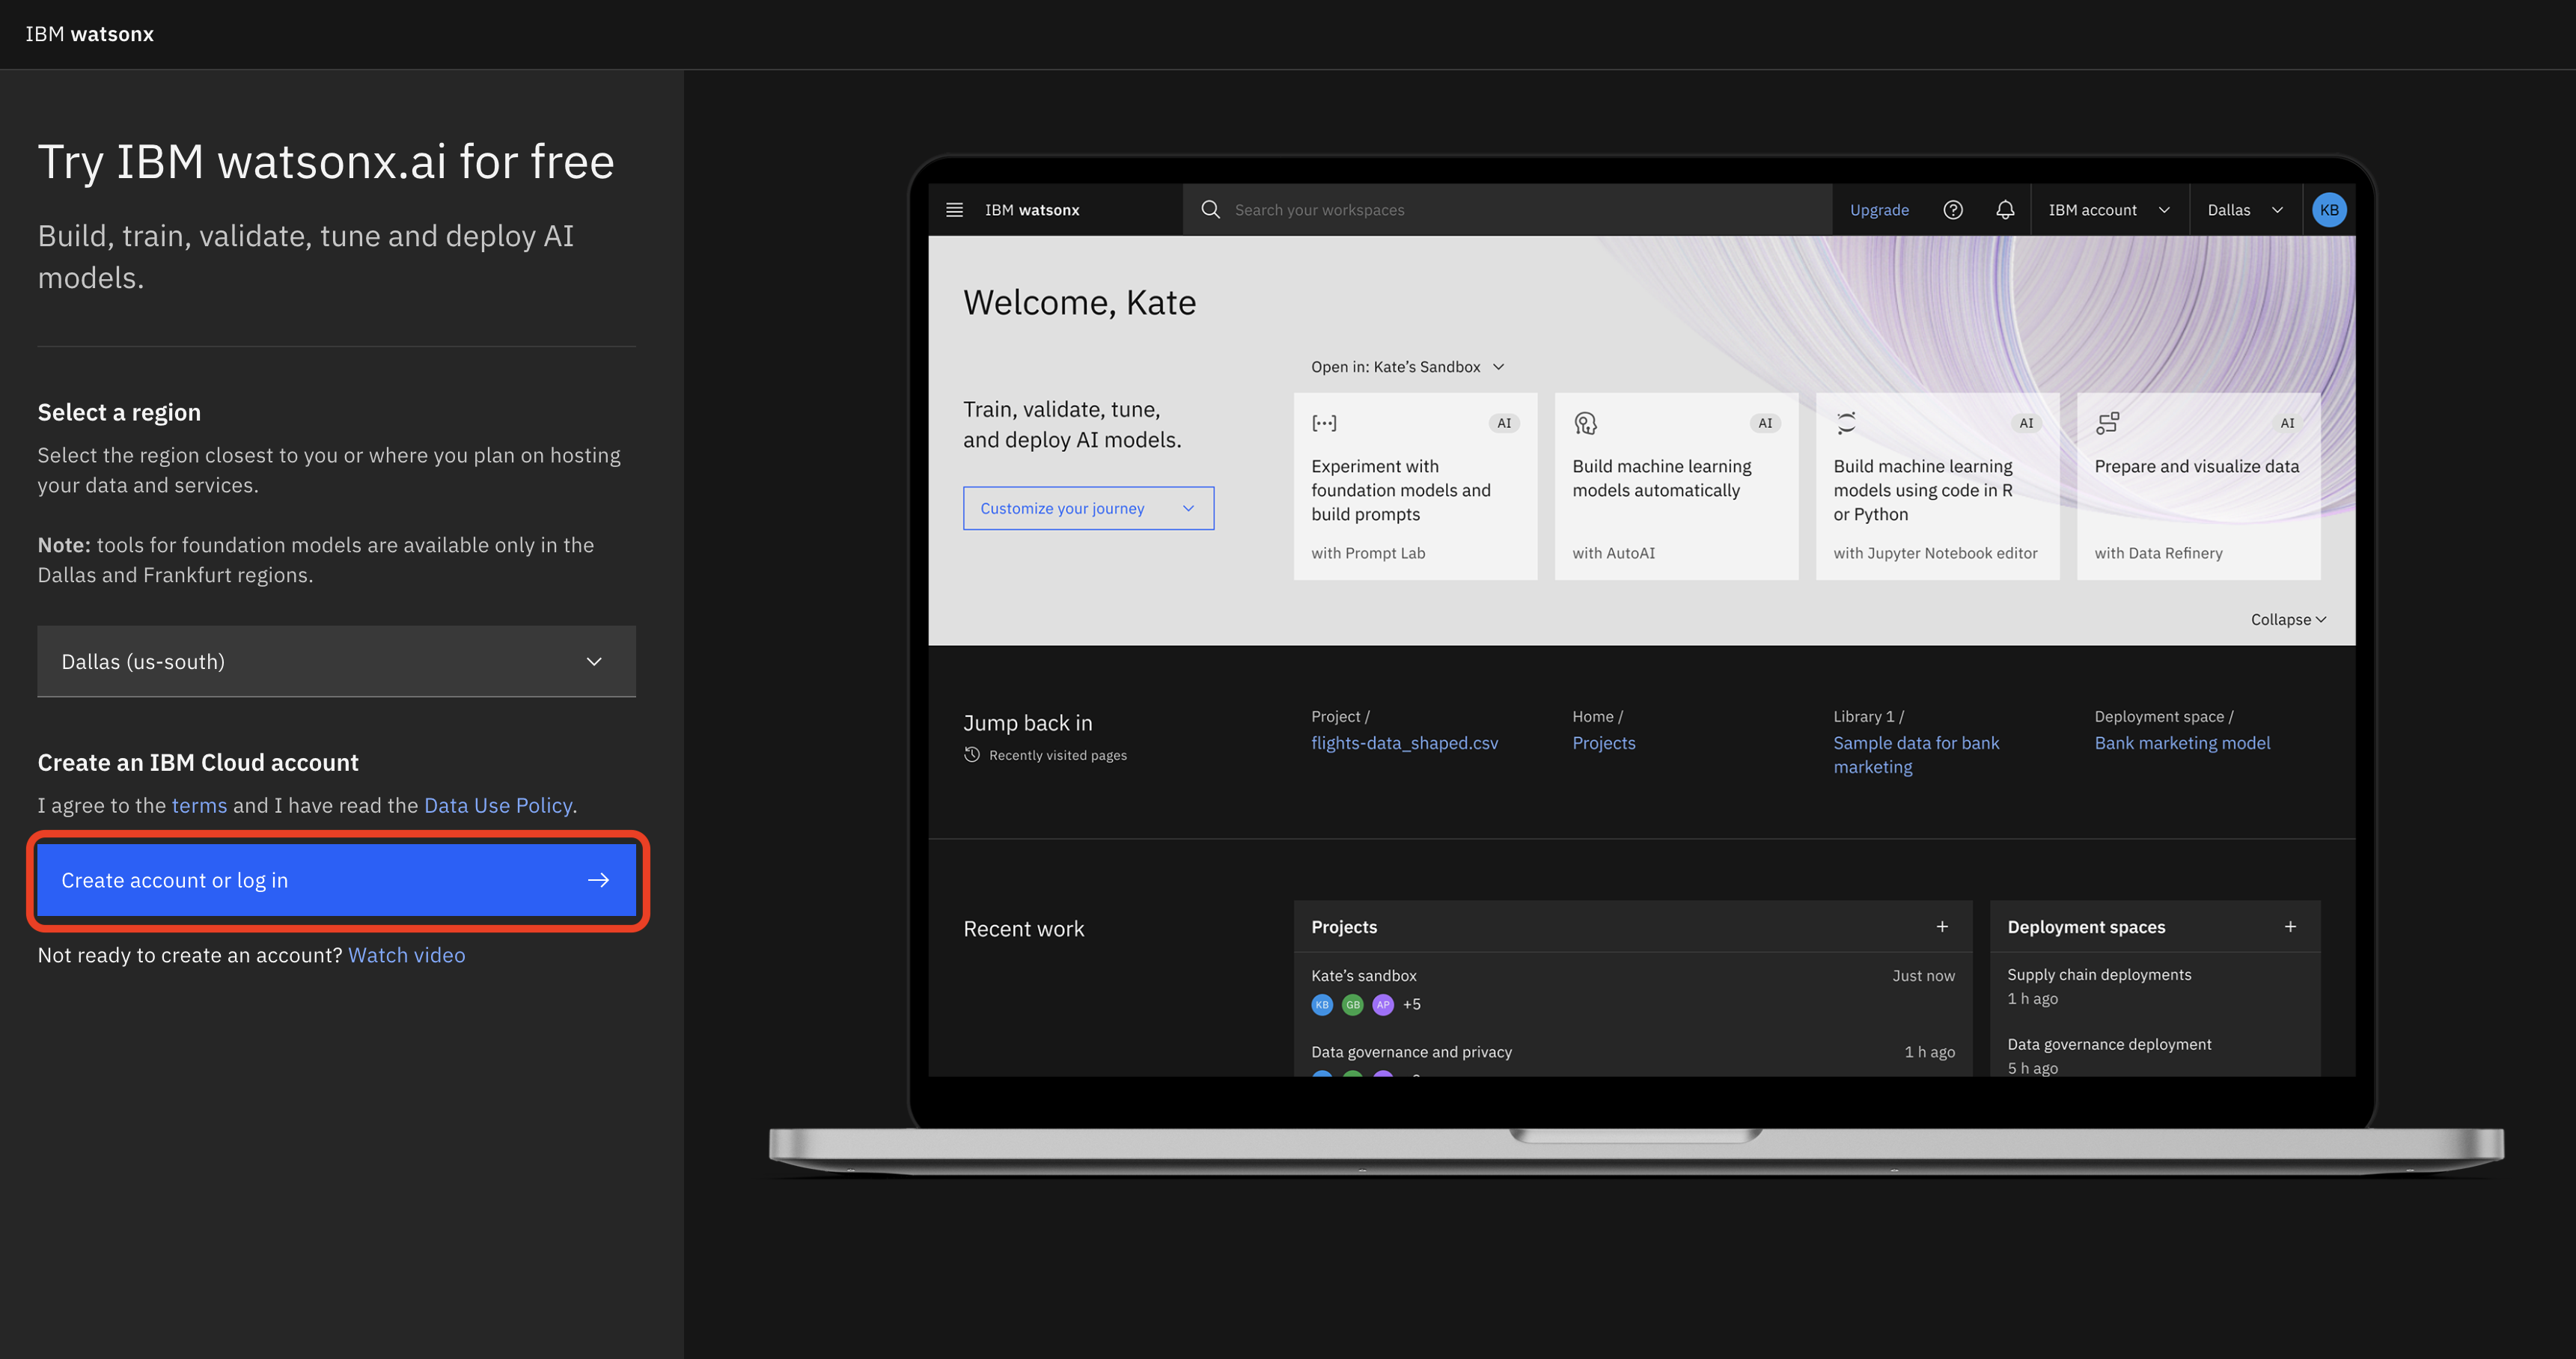 IBM watsonx
Try IBM watsonx.ai for free
Build, train, validate, tune and deploy AI
models.
Select a region
Select the region closest to you or where you plan on hosting
your data and services.
Note: tools for foundation models are available only in the
Dallas and Frankfurt regions.
Dallas (us-south)
Create an IBM Cloud account
I agree to the terms and I have read the Data Use Policy.
Create account or log in
Not ready to create an account? Watch video
IBM watsonx
Search your workspaces
Upgrade
IBM account
Dallas
KB
Welcome, Kate
Train, validate, tune,
and deploy AI models.
Customize your journey
Open in: Kate’s Sandbox
AI
Experiment with
foundation models and
build prompts
with Prompt Lab
AI
Build machine learning
models automatically
with AutoAI
AI
Build machine learning
models using code in R
or Python
with Jupyter Notebook editor
AI
Prepare and visualize data
with Data Refinery
Collapse
Jump back in
Recently visited pages
Project /
flights-data_shaped.csv
Home /
Projects
Library 1 /
Sample data for bank
marketing
Deployment space /
Bank marketing model
Recent work
Projects
Kate’s sandbox
Just now
KB GB AP +5
Data governance and privacy
1 h ago
Deployment spaces
Supply chain deployments
1 h ago
Data governance deployment
5 h ago